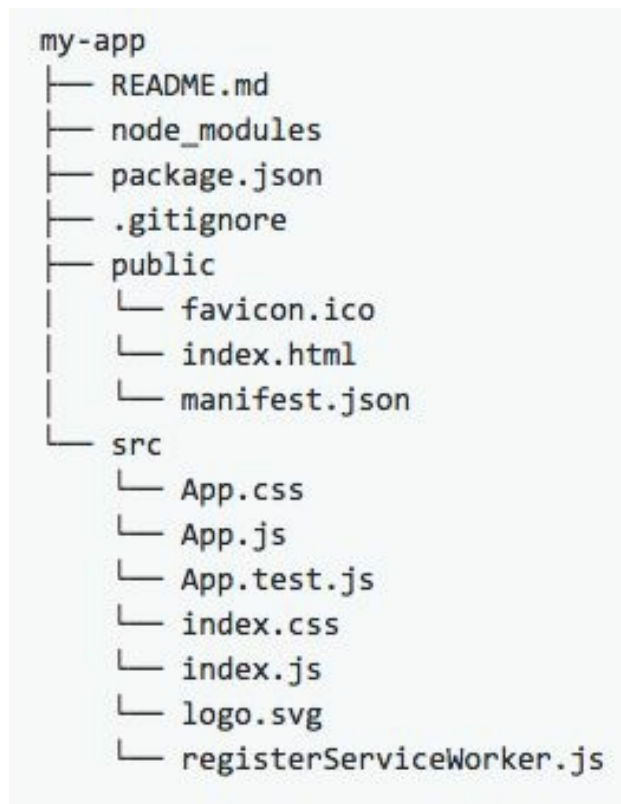 my-app
├── README.md
├── node_modules
├── package.json
├── .gitignore
├── public
│   └── favicon.ico
│   └── index.html
│   └── manifest.json
└── src
    └── App.css
    └── App.js
    └── App.test.js
    └── index.css
    └── index.js
    └── logo.svg
    └── registerServiceWorker.js